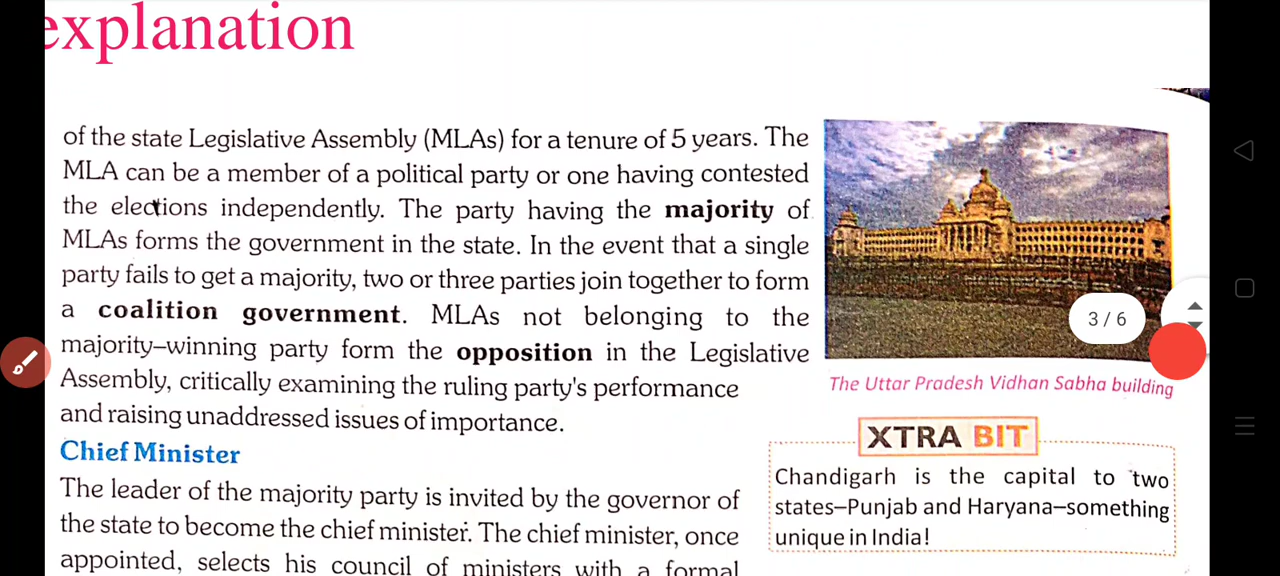 explanation
of the state Legislative Assembly (MLAs) for a tenure of 5 years. The
MLA can be a member of a political party or one having contested
the elections independently. The party having the majority of
MLAs forms the government in the state. In the event that a single
party fails to get a majority, two or three parties join together to form
a coalition government. MLAs not belonging to the
majority–winning party form the opposition in the Legislative
Assembly, critically examining the ruling party's performance
and raising unaddressed issues of importance.
Chief Minister
The leader of the majority party is invited by the governor of
the state to become the chief minister. The chief minister, once
appointed, selects his council of ministers with a formal
3 / 6
The Uttar Pradesh Vidhan Sabha building
XTRA BIT
Chandigarh is the capital to two
states–Punjab and Haryana–something
unique in India!